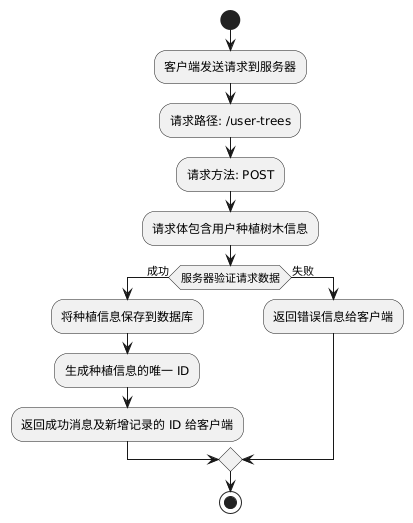 客户端发送请求到服务器
请求路径: /user-trees
请求方法: POST
请求体包含用户种植树木信息
成功
服务器验证请求数据
失败
将种植信息保存到数据库
返回错误信息给客户端
生成种植信息的唯一 ID
返回成功消息及新增记录的 ID 给客户端